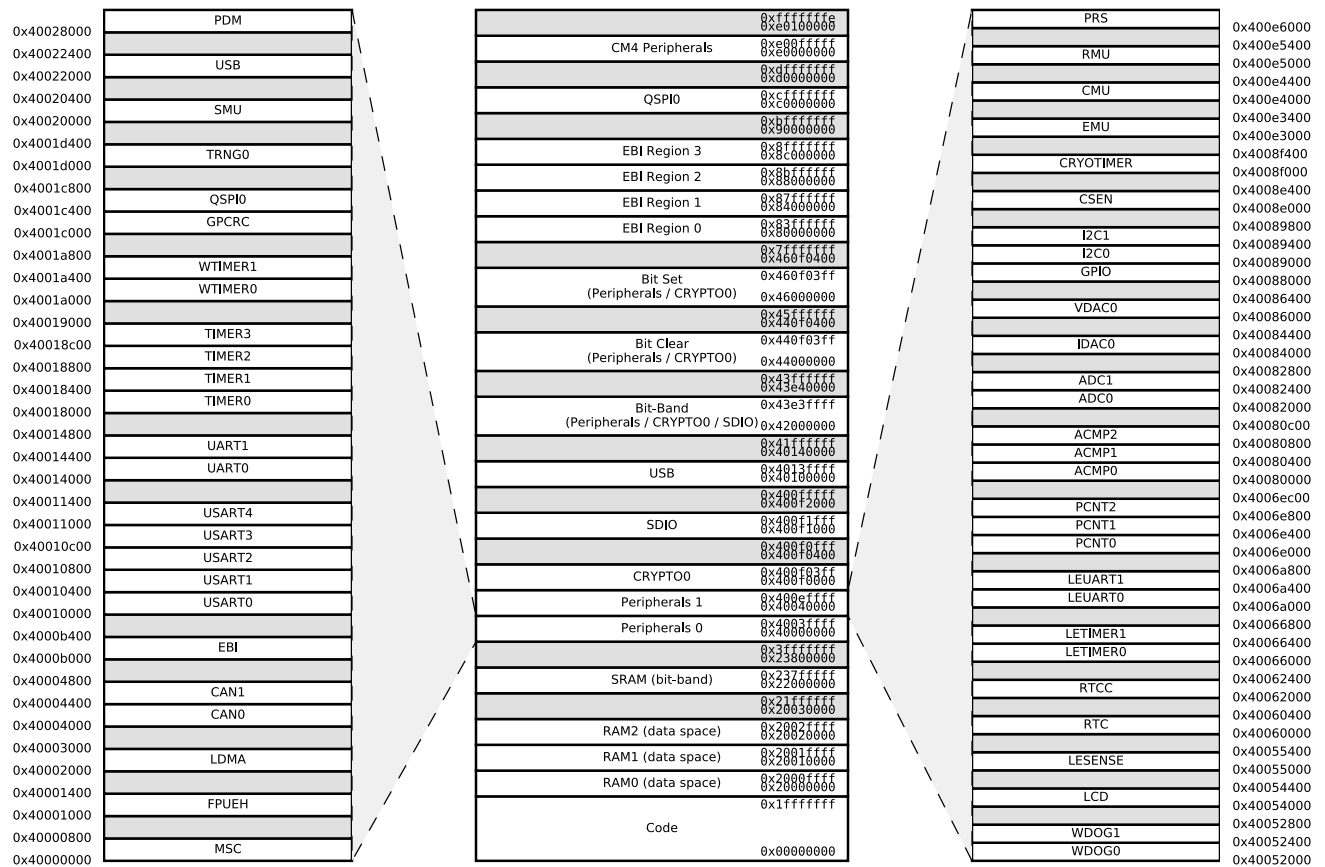 PDM
0x40028000
0x40022400
USB
0x40022000
0x40020400
SMU
0x40020000
0x4001d400
TRNG0
0x4001d000
0x4001c800
QSPI0
0x4001c400
GPCRC
0x4001c000
0x4001a800
WTIMER1
0x4001a400
WTIMER0
0x4001a000
0x40019000
TIMER3
0x40018c00
TIMER2
0x40018800
TIMER1
0x40018400
TIMER0
0x40018000
0x40014800
UART1
0x40014400
UART0
0x40014000
0x40011400
USART4
0x40011000
USART3
0x40010c00
USART2
0x40010800
USART1
0x40010400
USART0
0x40010000
0x4000b400
EBI
0x4000b000
0x40004800
CAN1
0x40004400
CAN0
0x40004000
0x40003000
LDMA
0x40002000
0x40001400
FPUEH
0x40001000
0x40000800
MSC
0x40000000
0xfffffffe
0xe0100000
CM4 Peripherals
0xe00fffff
0xe0000000
0xdfffffff
0xd0000000
QSPI0
0xcfffffff
0xc0000000
0xbfffffff
0x90000000
EBI Region 3
0x8fffffff
0x8c000000
EBI Region 2
0x8bffffff
0x88000000
EBI Region 1
0x87ffffff
0x84000000
EBI Region 0
0x83ffffff
0x80000000
0x7fffffff
0x460f0400
Bit Set
(Peripherals / CRYPTO0)
0x460f03ff
0x46000000
0x45ffffff
0x440f0400
Bit Clear
(Peripherals / CRYPTO0)
0x440f03ff
0x44000000
0x43ffffff
0x43e40000
Bit-Band
(Peripherals / CRYPTO0 / SDIO)
0x43e3ffff
0x42000000
0x41ffffff
0x40140000
USB
0x4013ffff
0x40100000
0x400fffff
0x400f2000
SDIO
0x400f1fff
0x400f1000
0x400f0fff
0x400f0400
CRYPTO0
0x400f03ff
0x400f0000
Peripherals 1
0x400effff
0x40040000
Peripherals 0
0x4003ffff
0x40000000
0x3fffffff
0x23800000
SRAM (bit-band)
0x237fffff
0x22000000
0x21ffffff
0x20030000
RAM2 (data space)
0x2002ffff
0x20020000
RAM1 (data space)
0x2001ffff
0x20010000
RAM0 (data space)
0x2000ffff
0x20000000
Code
0x1fffffff
0x00000000
PRS
0x400e6000
0x400e5400
RMU
0x400e5000
0x400e4400
CMU
0x400e4000
0x400e3400
EMU
0x400e3000
0x4008f400
CRYOTIMER
0x4008f000
0x4008e400
CSEN
0x4008e000
0x40089800
I2C1
0x40089400
I2C0
0x40089000
GPIO
0x40088000
0x40086400
VDAC0
0x40086000
0x40084400
IDAC0
0x40084000
0x40082800
ADC1
0x40082400
ADC0
0x40082000
0x40080c00
ACMP2
0x40080800
ACMP1
0x40080400
ACMP0
0x40080000
0x4006ec00
PCNT2
0x4006e800
PCNT1
0x4006e400
PCNT0
0x4006e000
0x4006a800
LEUART1
0x4006a400
LEUART0
0x4006a000
0x40066800
LETIMER1
0x40066400
LETIMER0
0x40066000
0x40062400
RTCC
0x40062000
0x40060400
RTC
0x40060000
0x40055400
LESENSE
0x40055000
0x40054400
LCD
0x40054000
0x40052800
WDOG1
0x40052400
WDOG0
0x40052000